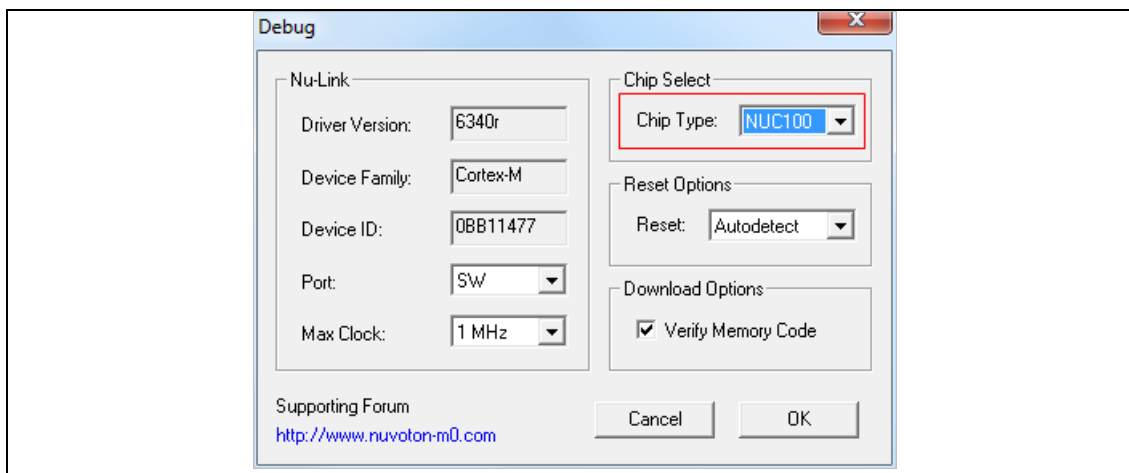 Debug
Nu-Link
Driver Version: 6340r
Device Family: Cortex-M
Device ID: 0BB11477
Port: SW
Max Clock: 1 MHz
Chip Select
Chip Type: NUC100
Reset Options
Reset: Autodetect
Download Options
Verify Memory Code
Supporting Forum
http://www.nuvoton-m0.com
Cancel
OK